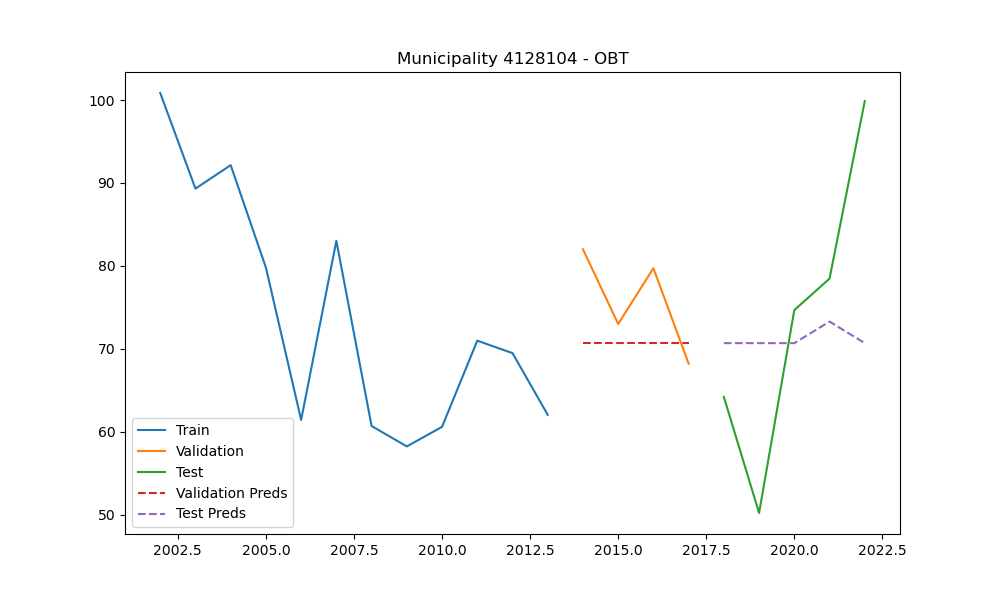 Municipality 4128104 - OBT
100
90
80
70
60
50
Train
Validation
Test
Validation Preds
Test Preds
2002.5 2005.0 2007.5 2010.0 2012.5 2015.0 2017.5 2020.0 2022.5